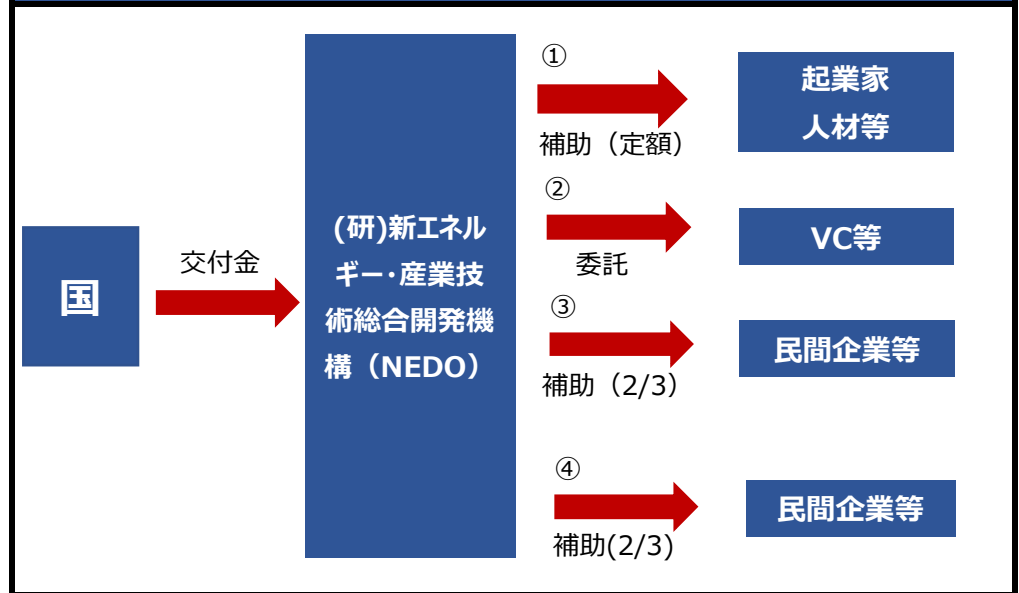 国
交付金
(研)新エネル
ギー・産業技
術総合開発機
構（NEDO）
①
補助（定額）
起業家
人材等
②
委託
VC等
③
補助（2/3）
民間企業等
④
補助(2/3)
民間企業等